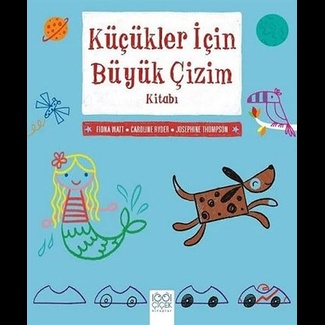 Küçükler İçin
Büyük Çizim
Kitabı
FIONA WATT • CAROLINE RYDER • JOSEPHINE THOMPSON
1001
ÇİÇEK
kitaplar